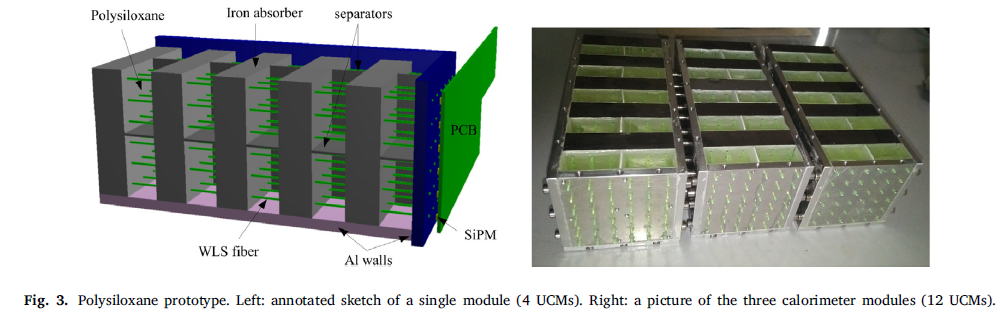 Polysiloxane
Iron absorber
separators
PCB
SiPM
WLS fiber
Al walls
Fig. 3. Polysiloxane prototype. Left: annotated sketch of a single module (4 UCMs). Right: a picture of the three calorimeter modules (12 UCMs).